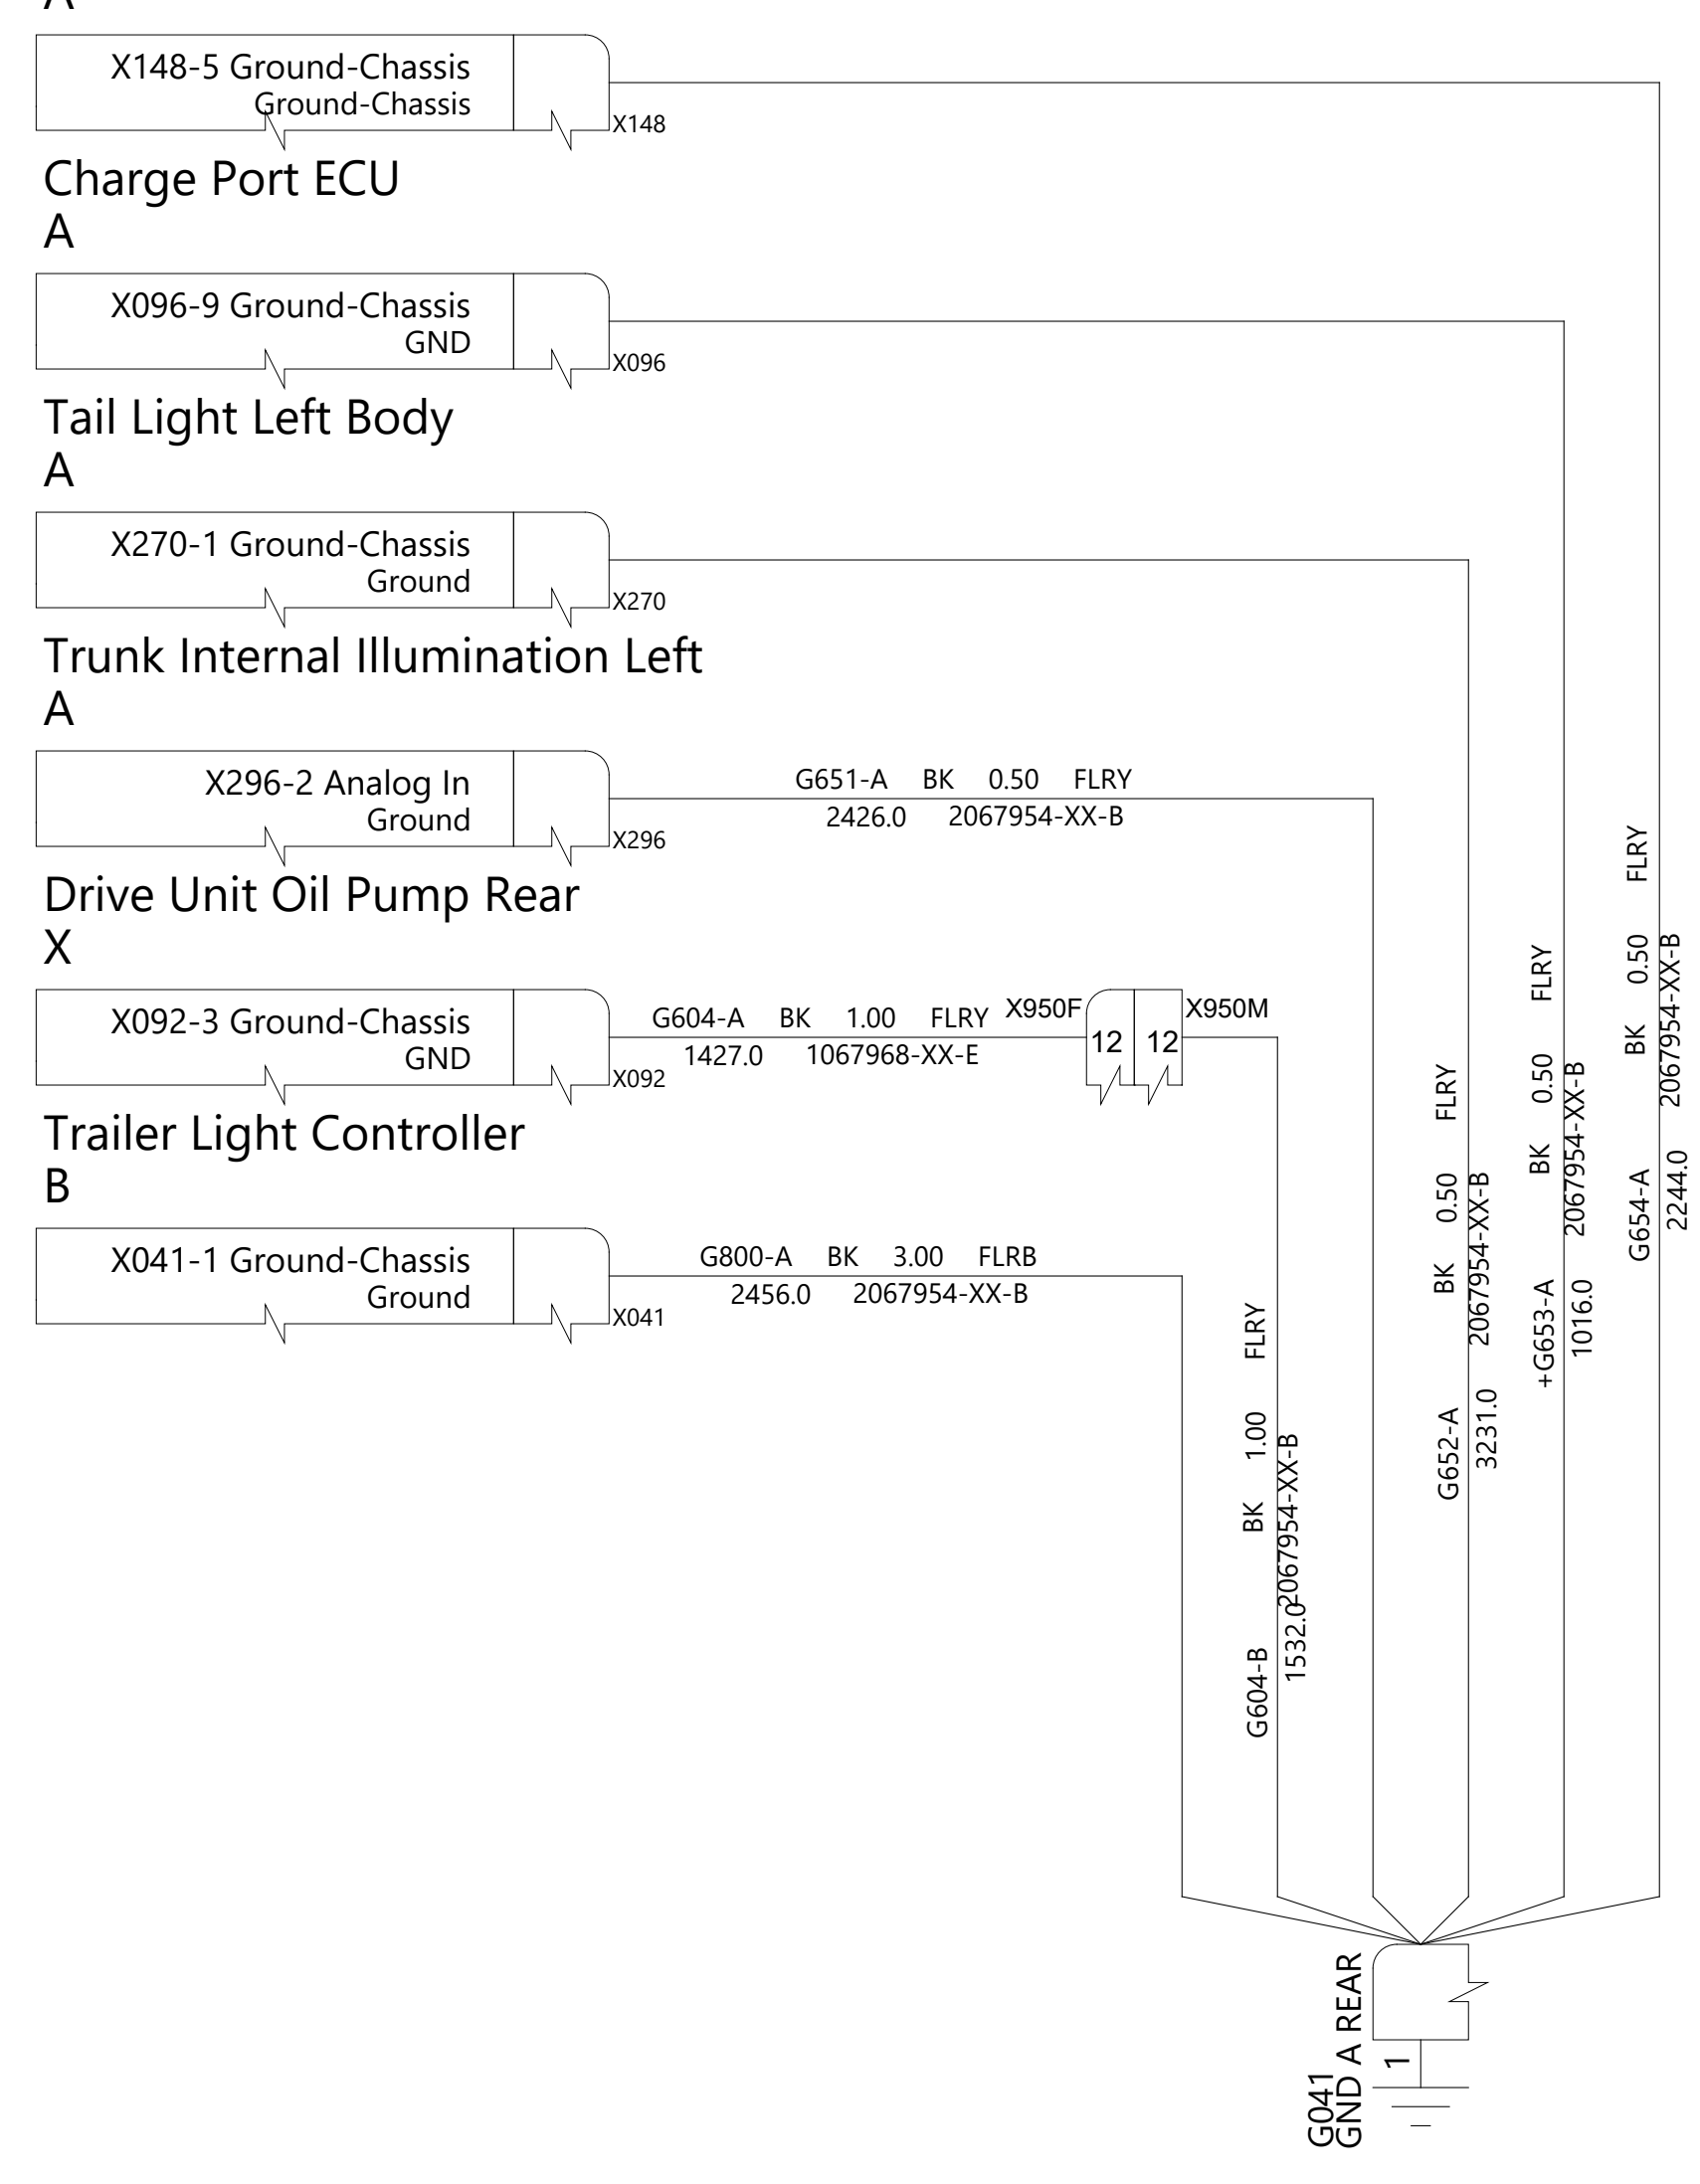 A
X148-5 Ground-Chassis
Ground-Chassis
X148
Charge Port ECU
A
X096-9 Ground-Chassis
GND
X096
Tail Light Left Body
A
X270-1 Ground-Chassis
Ground
X270
Trunk Internal Illumination Left
A
X296-2 Analog In
Ground
X296
G651-A BK 0.50 FLRY
2426.0 2067954-XX-B
Drive Unit Oil Pump Rear
X
X092-3 Ground-Chassis
GND
X092
G604-A BK 1.00 FLRY
1427.0 1067968-XX-E
X950F
12
12
X950M
Trailer Light Controller
B
X041-1 Ground-Chassis
Ground
X041
G800-A BK 3.00 FLRB
2456.0 2067954-XX-B
G604-B BK 1.00 FLRY
1532.0 2067954-XX-B
G652-A BK 0.50 FLRY
3231.0 2067954-XX-B
+G653-A BK 0.50 FLRY
1016.0 2067954-XX-B
G654-A BK 0.50 FLRY
2244.0 2067954-XX-B
G041
GND A REAR
1